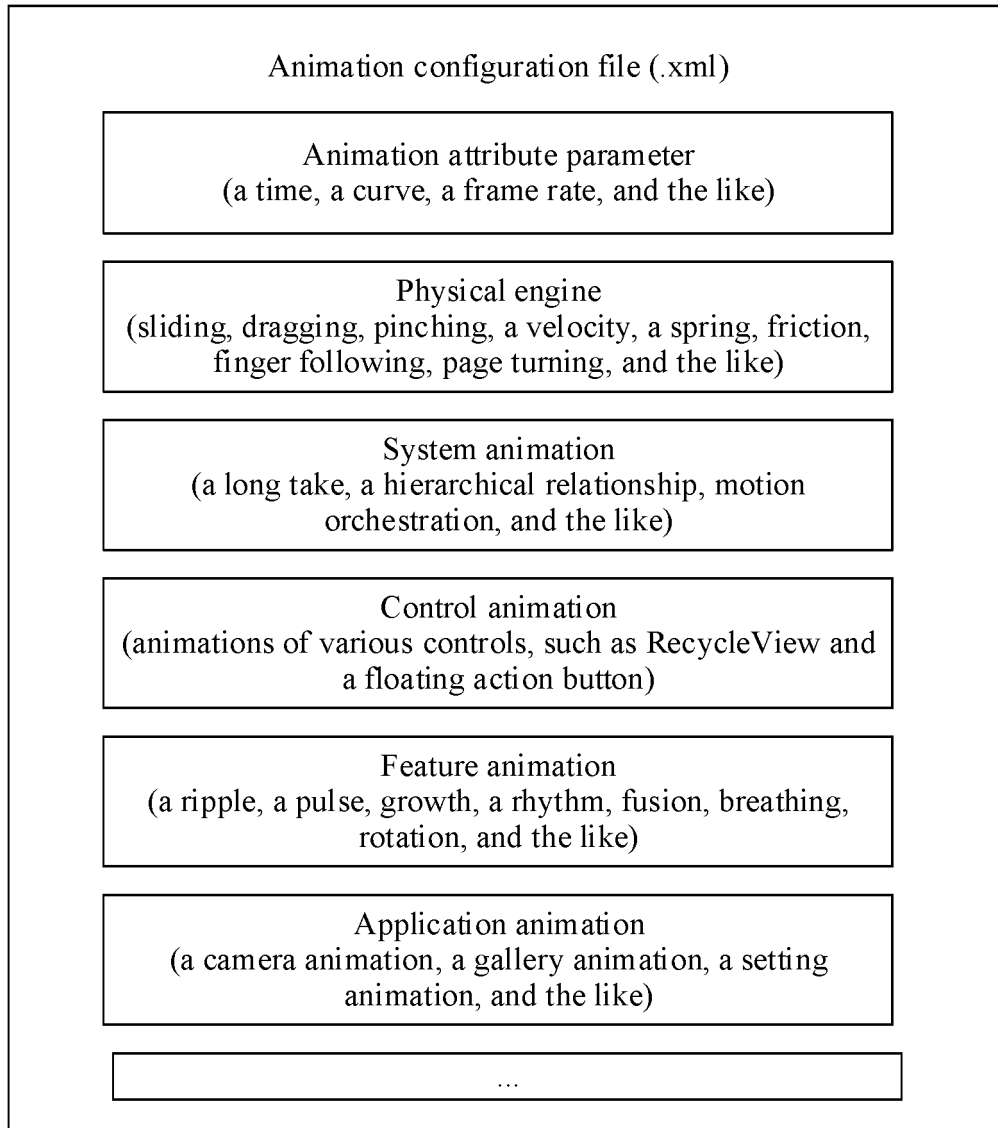 Animation configuration file (.xml)
Animation attribute parameter
(a time, a curve, a frame rate, and the like)
Physical engine
(sliding, dragging, pinching, a velocity, a spring, friction,
finger following, page turning, and the like)
System animation
(a long take, a hierarchical relationship, motion
orchestration, and the like)
Control animation
(animations of various controls, such as RecycleView and
a floating action button)
Feature animation
(a ripple, a pulse, growth, a rhythm, fusion, breathing,
rotation, and the like)
Application animation
(a camera animation, a gallery animation, a setting
animation, and the like)
...